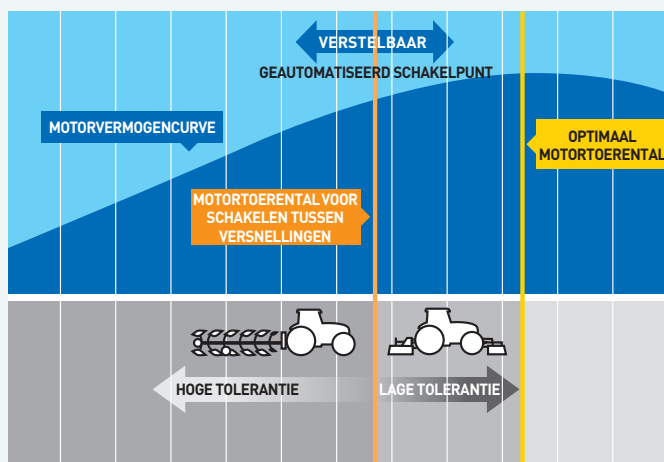 VERSTELBAAR
GEAUTOMATISEERD SCHAKELPUNT
MOTORVERMOGENCURVE
OPTIMAAL
MOTORTOERENTAL
MOTORTOERENTAL VOOR
SCHAKELEN TUSSEN
VERSNELLINGEN
HOGE TOLERANTIE
LAGE TOLERANTIE